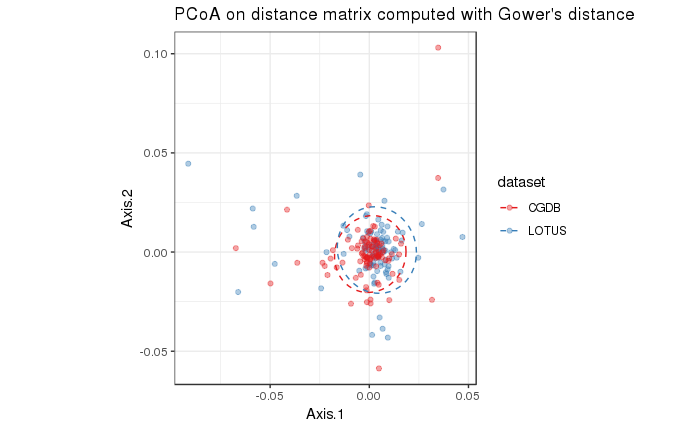 PCoA on distance matrix computed with Gower's distance
0.10
0.05
0.00
-0.05
Axis.2
-0.05
0.00
0.05
Axis.1
dataset
CGDB
LOTUS